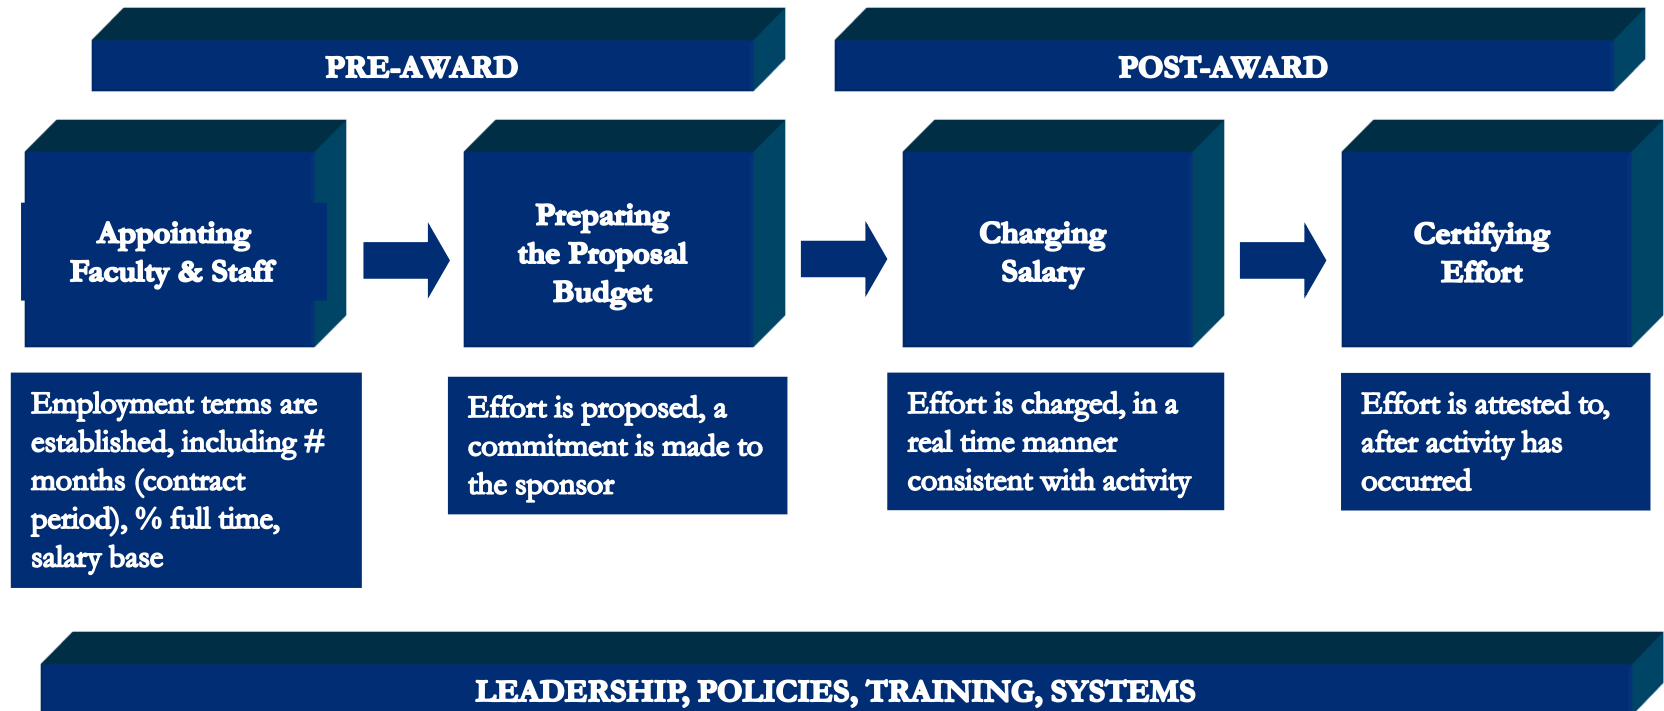 PRE-AWARD
POST-AWARD
Appointing
Faculty & Staff
Preparing
the Proposal
Budget
Charging
Salary
Certifying
Effort
Employment terms are
established, including #
months (contract
period), % full time,
salary base
Effort is proposed, a
commitment is made to
the sponsor
Effort is charged, in a
real time manner
consistent with activity
Effort is attested to,
after activity has
occurred
LEADERSHIP, POLICIES, TRAINING, SYSTEMS